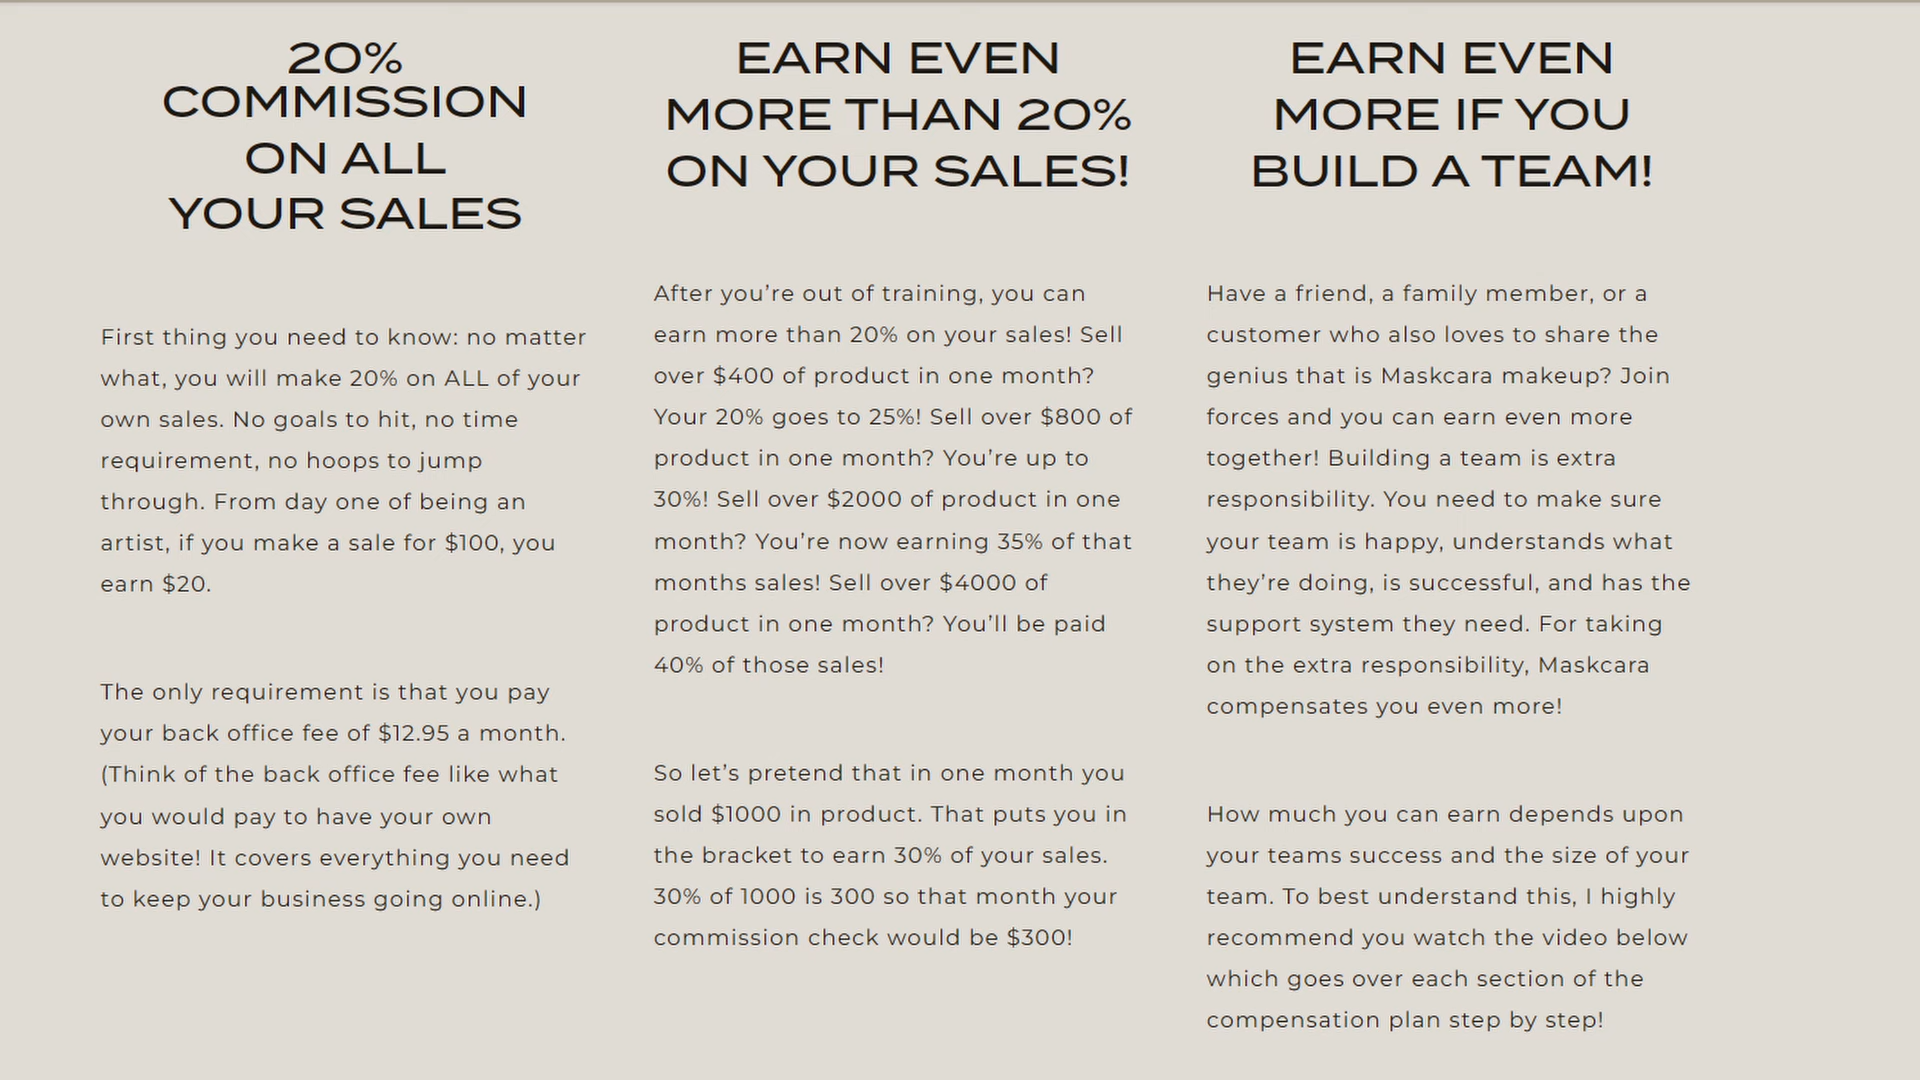 20%
COMMISSION
ON ALL
YOUR SALES
First thing you need to know: no matter
what, you will make 20% on ALL of your
own sales. No goals to hit, no time
requirement, no hoops to jump
through. From day one of being an
artist, if you make a sale for $100, you
earn $20.
The only requirement is that you pay
your back office fee of $12.95 a month.
(Think of the back office fee like what
you would pay to have your own
website! It covers everything you need
to keep your business going online.)
EARN EVEN
MORE THAN 20%
ON YOUR SALES!
After you’re out of training, you can
earn more than 20% on your sales! Sell
over $400 of product in one month?
Your 20% goes to 25%! Sell over $800 of
product in one month? You’re up to
30%! Sell over $2000 of product in one
month? You’re now earning 35% of that
months sales! Sell over $4000 of
product in one month? You’ll be paid
40% of those sales!
So let’s pretend that in one month you
sold $1000 in product. That puts you in
the bracket to earn 30% of your sales.
30% of 1000 is 300 so that month your
commission check would be $300!
EARN EVEN
MORE IF YOU
BUILD A TEAM!
Have a friend, a family member, or a
customer who also loves to share the
genius that is Maskcara makeup? Join
forces and you can earn even more
together! Building a team is extra
responsibility. You need to make sure
your team is happy, understands what
they’re doing, is successful, and has the
support system they need. For taking
on the extra responsibility, Maskcara
compensates you even more!
How much you can earn depends upon
your teams success and the size of your
team. To best understand this, I highly
recommend you watch the video below
which goes over each section of the
compensation plan step by step!